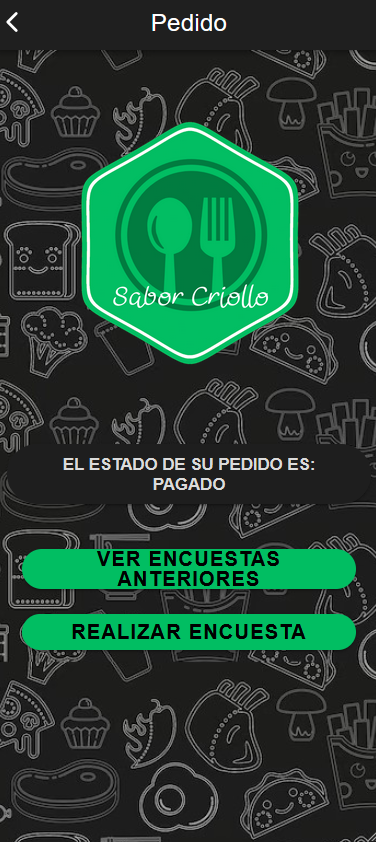 Pedido
Sabor Criollo
EL ESTADO DE SU PEDIDO ES:
PAGADO
VER ENCUESTAS
ANTERIORES
REALIZAR ENCUESTA